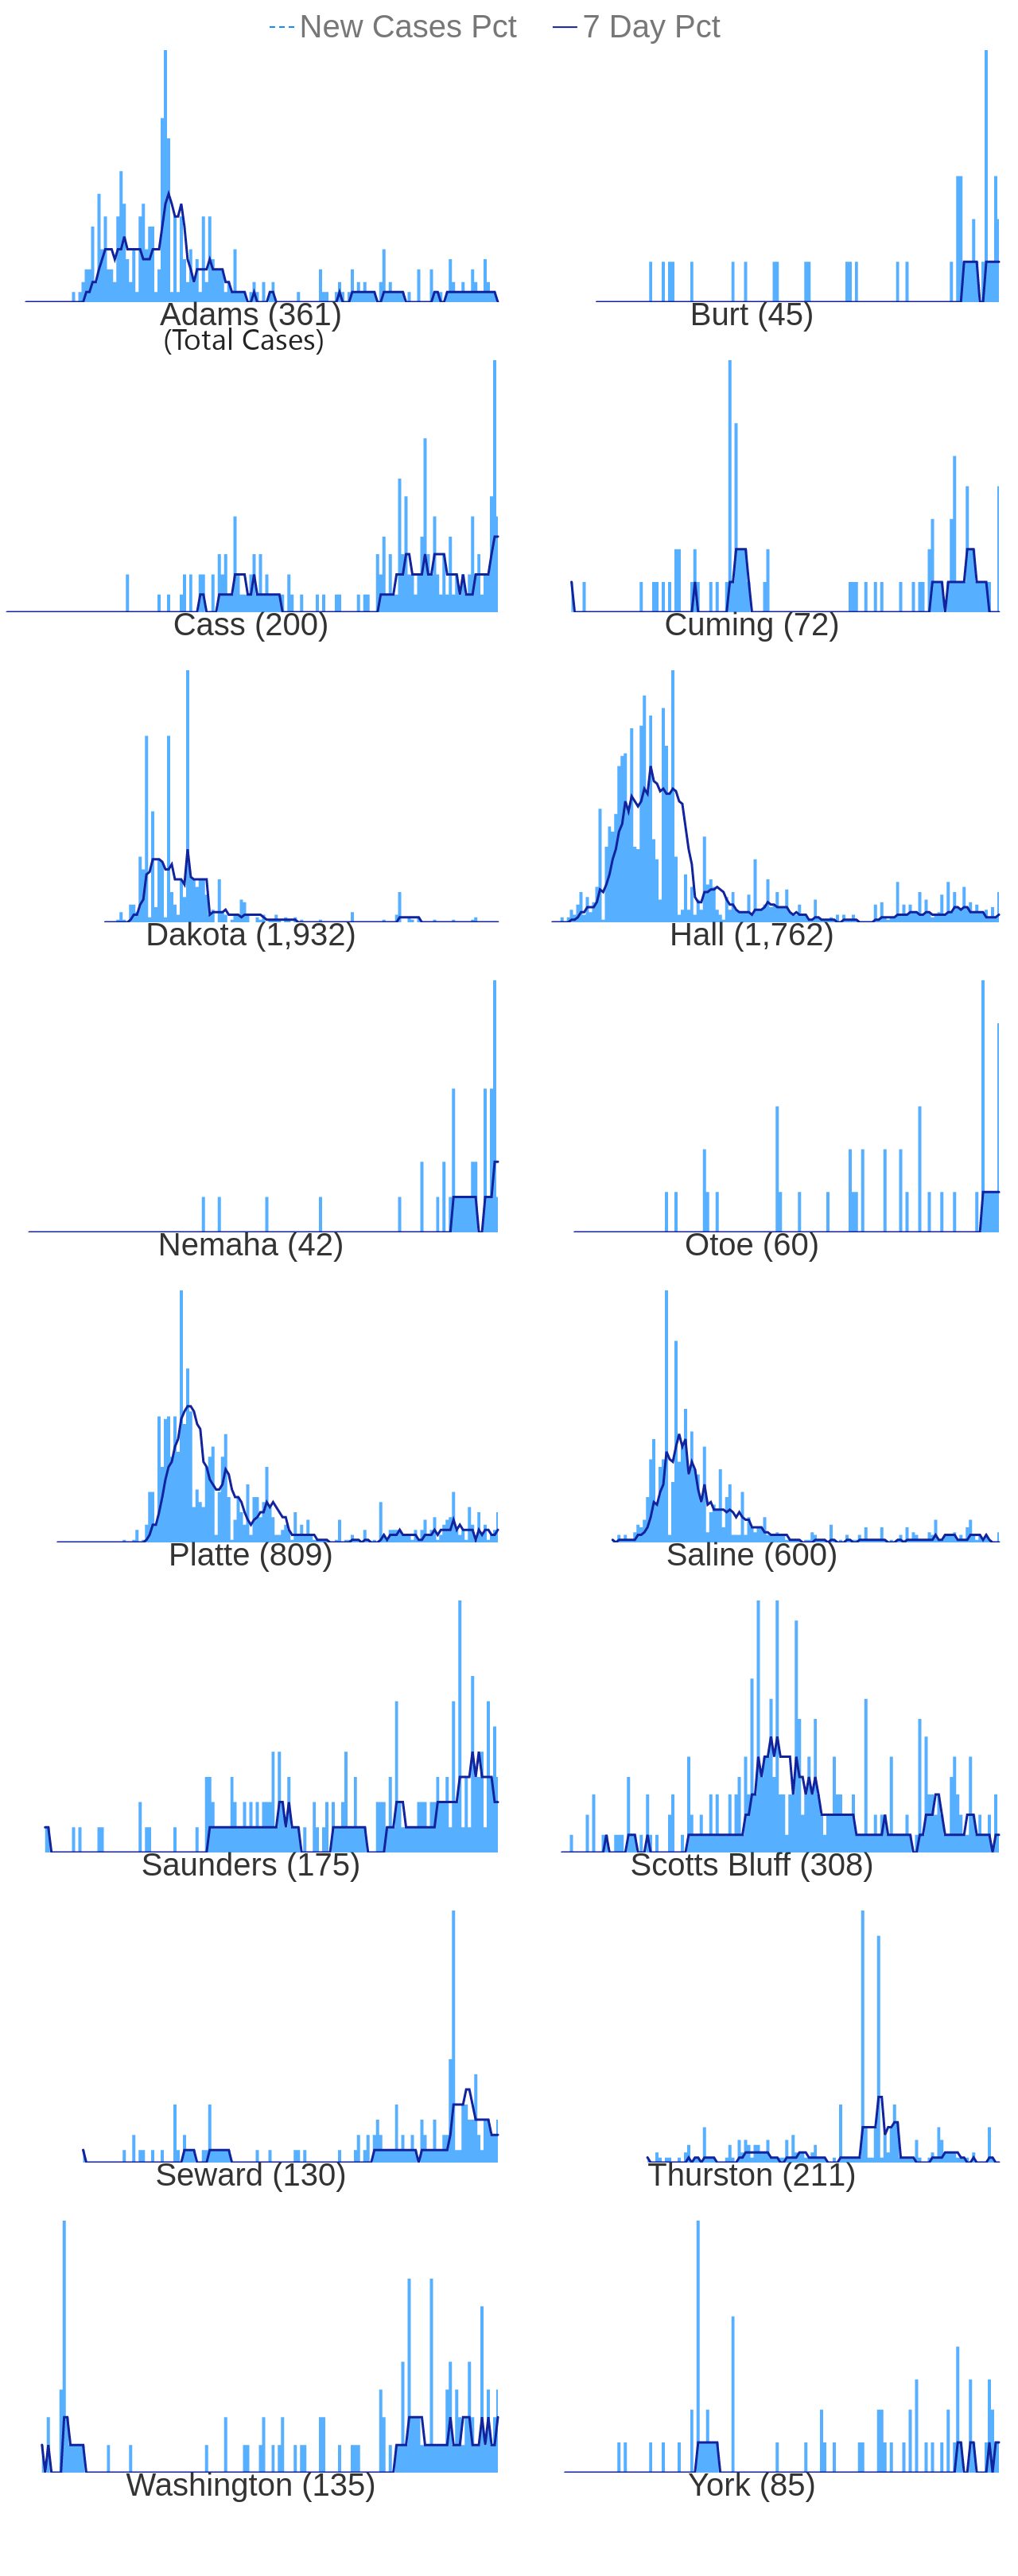 New Cases Pct 7 Day Pct
Adams (361) Burt (45)
(Total Cases)
Cass (200) Cuming (72)
Dakota (1,932) Hall (1,762)
Nemaha (42) Otoe (60)
Platte (809) Saline (600)
Saunders (175) Scotts Bluff (308)
Seward (130) Thurston (211)
Washington (135) York (85)